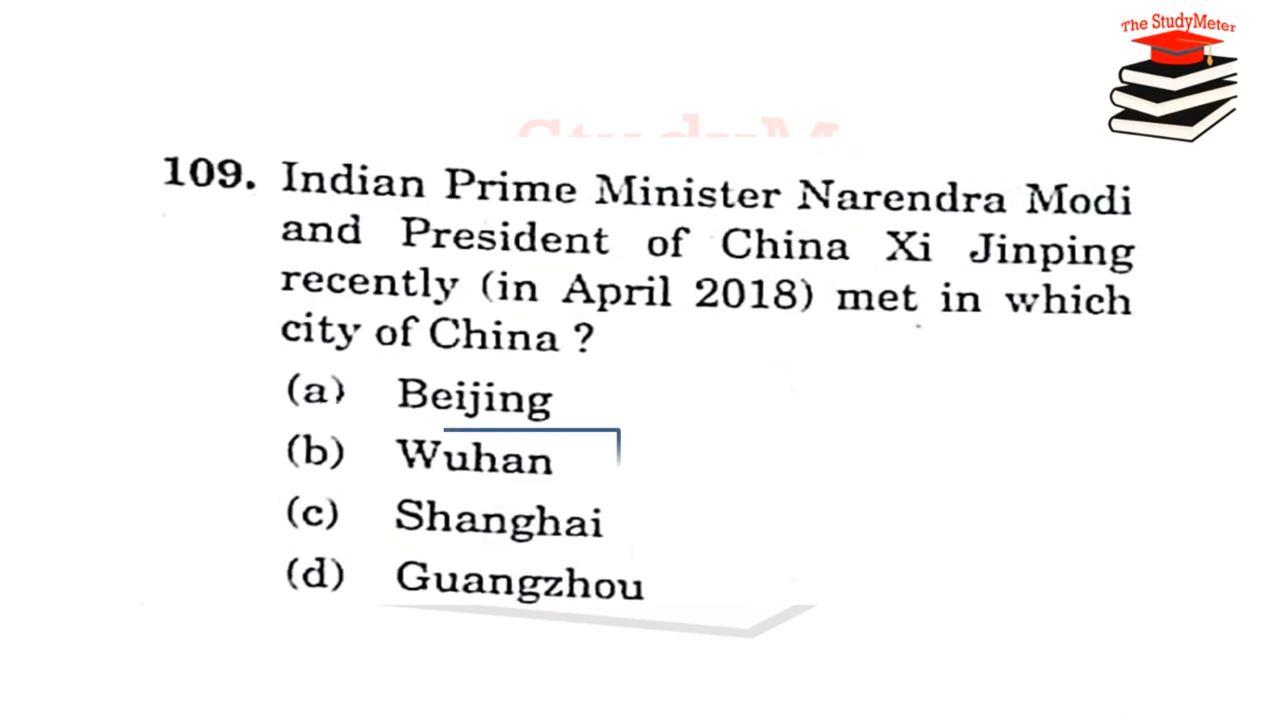 The StudyMeter
StudyM
109. Indian Prime Minister Narendra Modi
and President of China Xi Jinping
recently (in April 2018) met in which
city of China ?
(a) Beijing
(b) Wuhan
(c) Shanghai
(d) Guangzhou